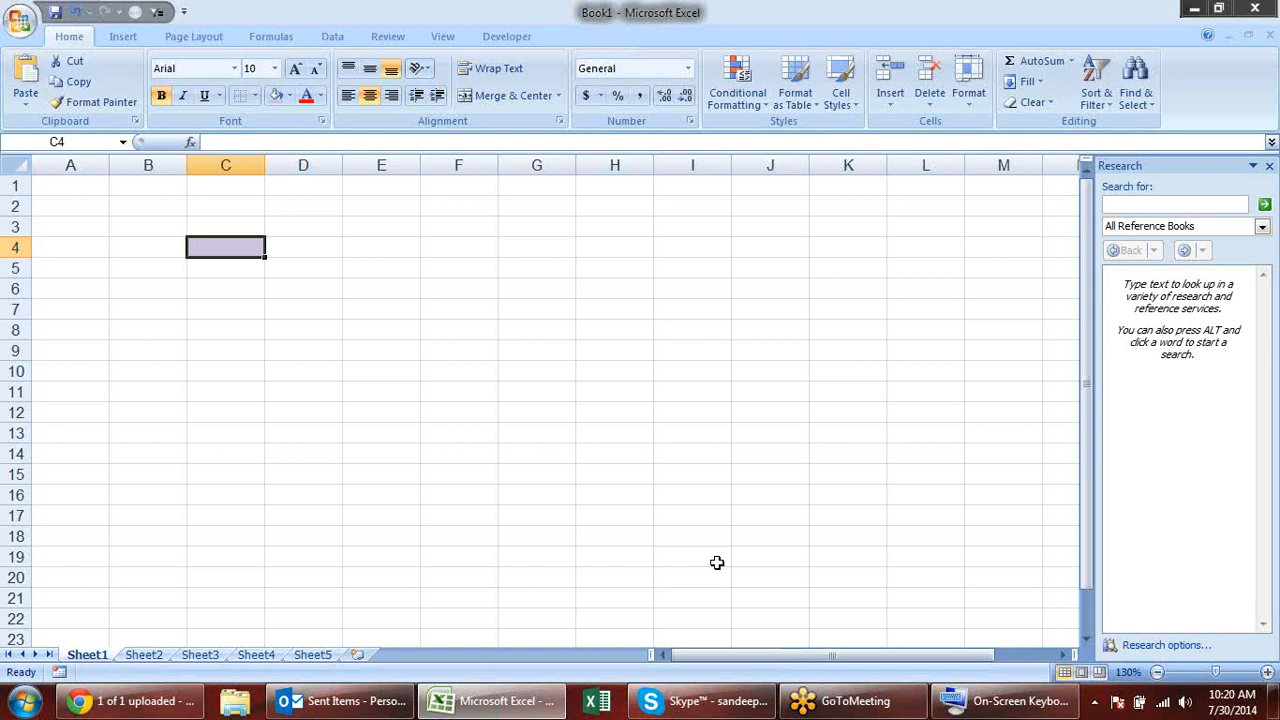 Book1 - Microsoft Excel
Home Insert Page Layout Formulas Data Review View Developer
Paste
Cut
Copy
Format Painter
Clipboard
Arial 10
B I U
Font
Wrap Text
Merge & Center
Alignment
General
$ % ,
Number
Conditional Formatting
Format as Table
Cell Styles
Styles
Insert Delete Format
Cells
Σ AutoSum
Fill
Clear
Sort & Filter
Find & Select
Editing
C4
fx
A B C D E F G H I J K L M
1
2
3
4
5
6
7
8
9
10
11
12
13
14
15
16
17
18
19
20
21
22
23
Research
Search for:
All Reference Books
Back
Type text to look up in a
variety of research and
reference services.
You can also press ALT and
click a word to start a
search.
Research options...
Sheet1 Sheet2 Sheet3 Sheet4 Sheet5
Ready
130%
1 of 1 uploaded - ...
Sent Items - Perso...
Microsoft Excel - ...
Skype™ - sandeep...
GoToMeeting
On-Screen Keybo...
10:20 AM
7/30/2014